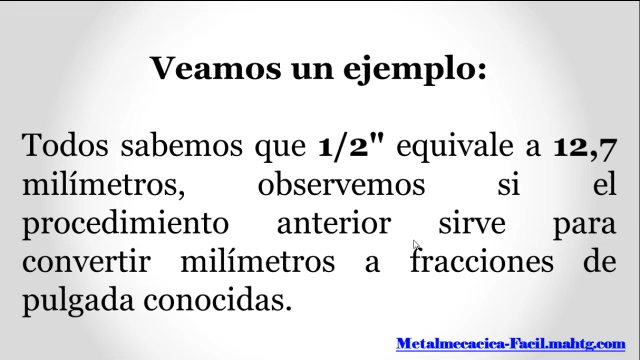 Veamos un ejemplo:
Todos sabemos que 1/2" equivale a 12,7
milímetros, observemos si el
procedimiento anterior sirve para
convertir milímetros a fracciones de
pulgada conocidas.
Metalmecacica-Facil.mahtg.com